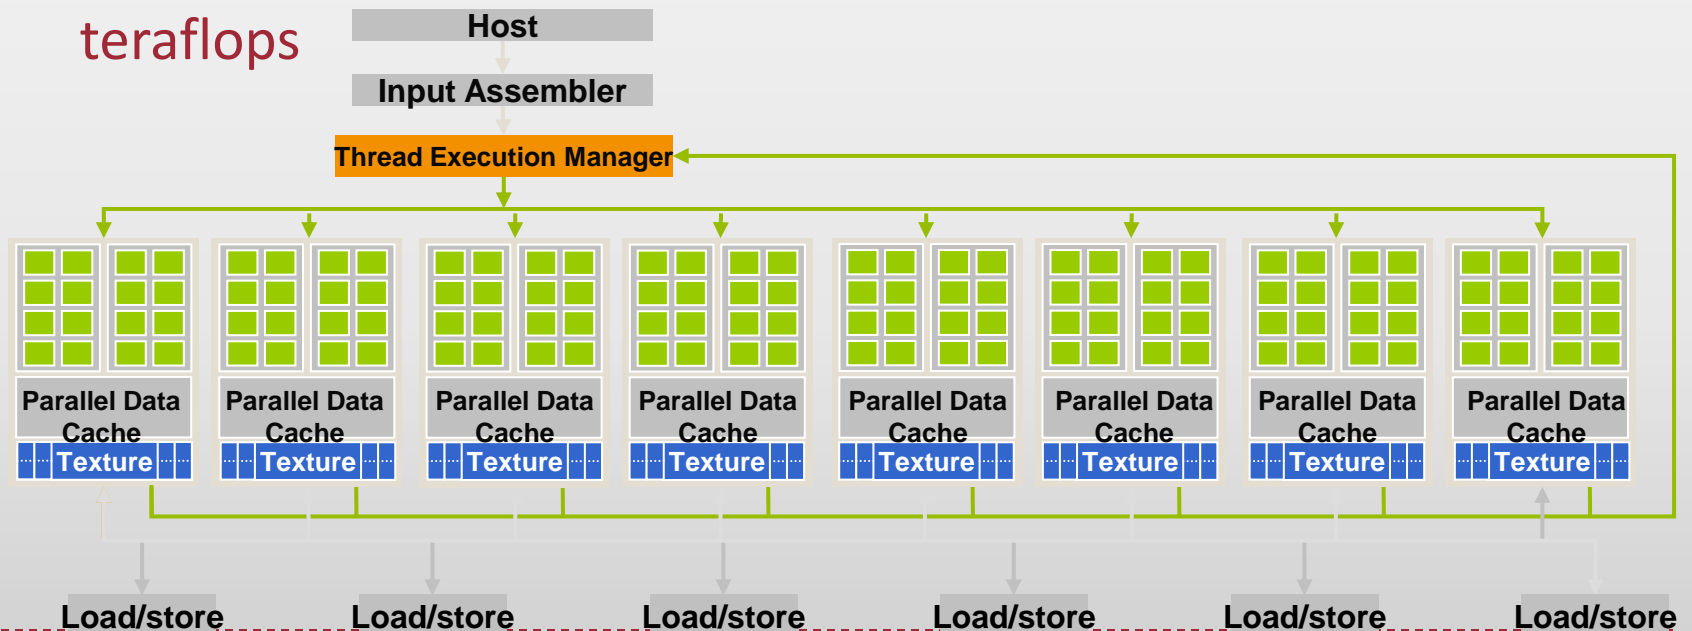 teraflops
Host
Input Assembler
Thread Execution Manager
Parallel Data Cache
Parallel Data Cache
Parallel Data Cache
Parallel Data Cache
Parallel Data Cache
Parallel Data Cache
Parallel Data Cache
Parallel Data Cache
... ... Texture ... ...
... ... Texture ... ...
... ... Texture ... ...
... ... Texture ... ...
... ... Texture ... ...
... ... Texture ... ...
... ... Texture ... ...
... ... Texture ... ...
Load/store
Load/store
Load/store
Load/store
Load/store
Load/store